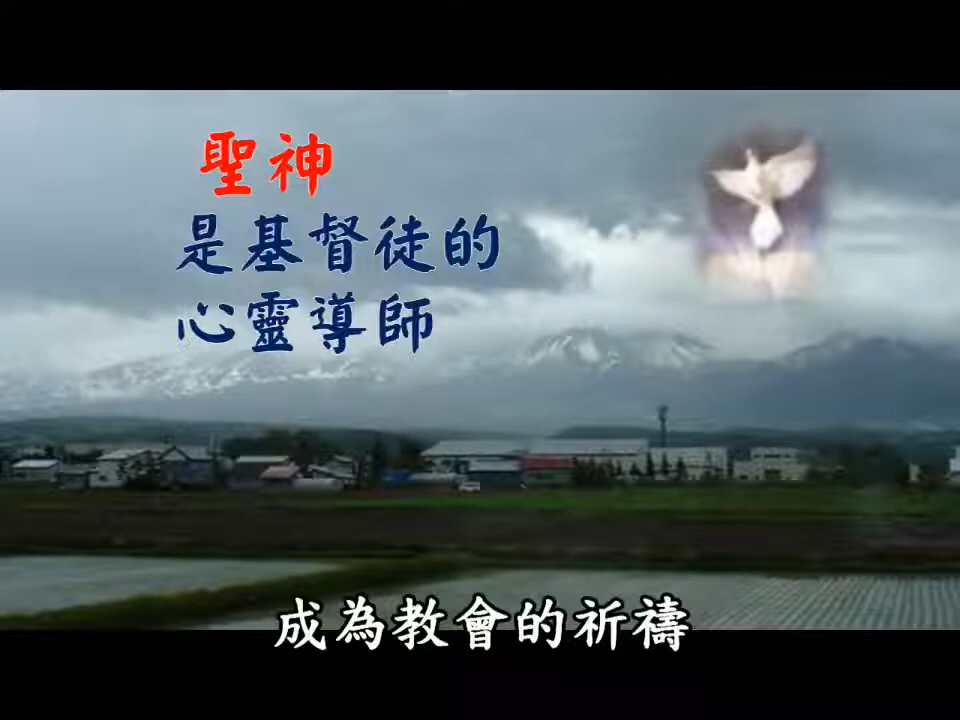 聖神
是基督徒的
心靈導師
成為教會的祈禱